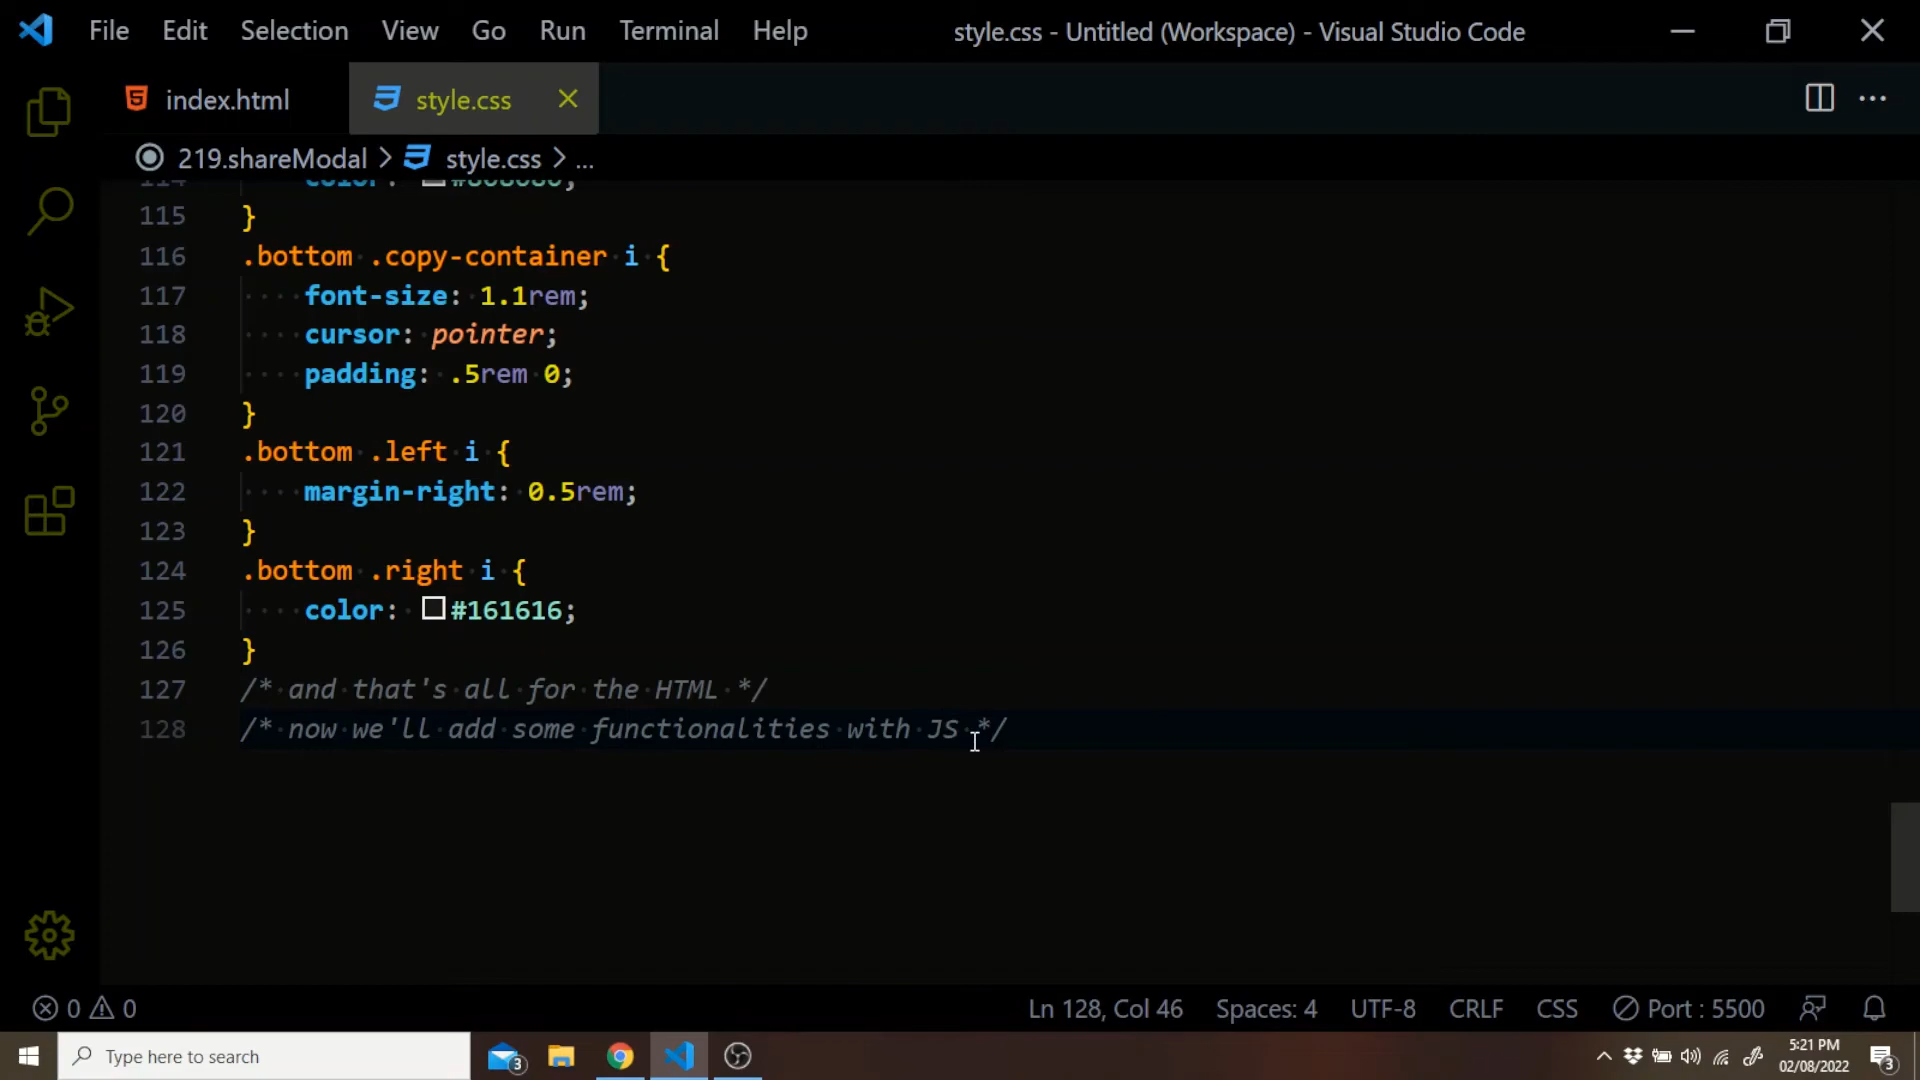 File Edit Selection View Go Run Terminal Help style.css - Untitled (Workspace) - Visual Studio Code
index.html style.css
219.shareModal > style.css > ...
114 color: #808080;
115 }
116 .bottom .copy-container i {
117 font-size: 1.1rem;
118 cursor: pointer;
119 padding: .5rem 0;
120 }
121 .bottom .left i {
122 margin-right: 0.5rem;
123 }
124 .bottom .right i {
125 color: #161616;
126 }
127 /* and that's all for the HTML */
128 /* now we'll add some functionalities with JS */
0 0 Ln 128, Col 46 Spaces: 4 UTF-8 CRLF CSS Port : 5500
Type here to search 3 5:21 PM 3
02/08/2022